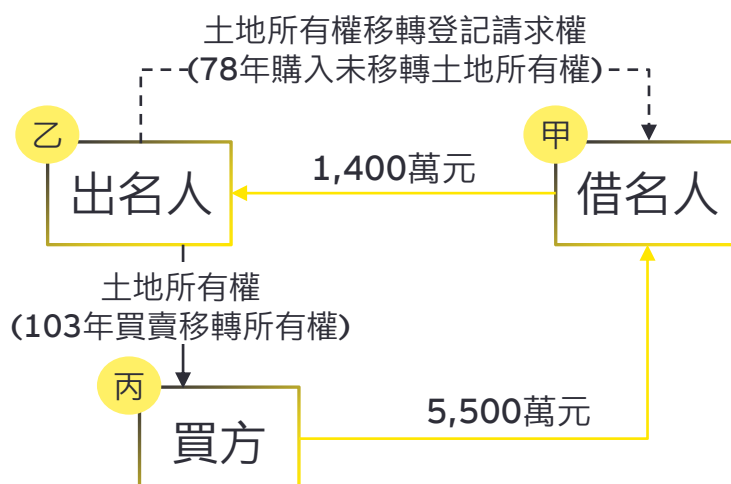 土地所有權移轉登記請求權
(78年購入未移轉土地所有權)
乙
甲
出名人
1,400萬元
借名人
土地所有權
(103年買賣移轉所有權)
丙
買方
5,500萬元